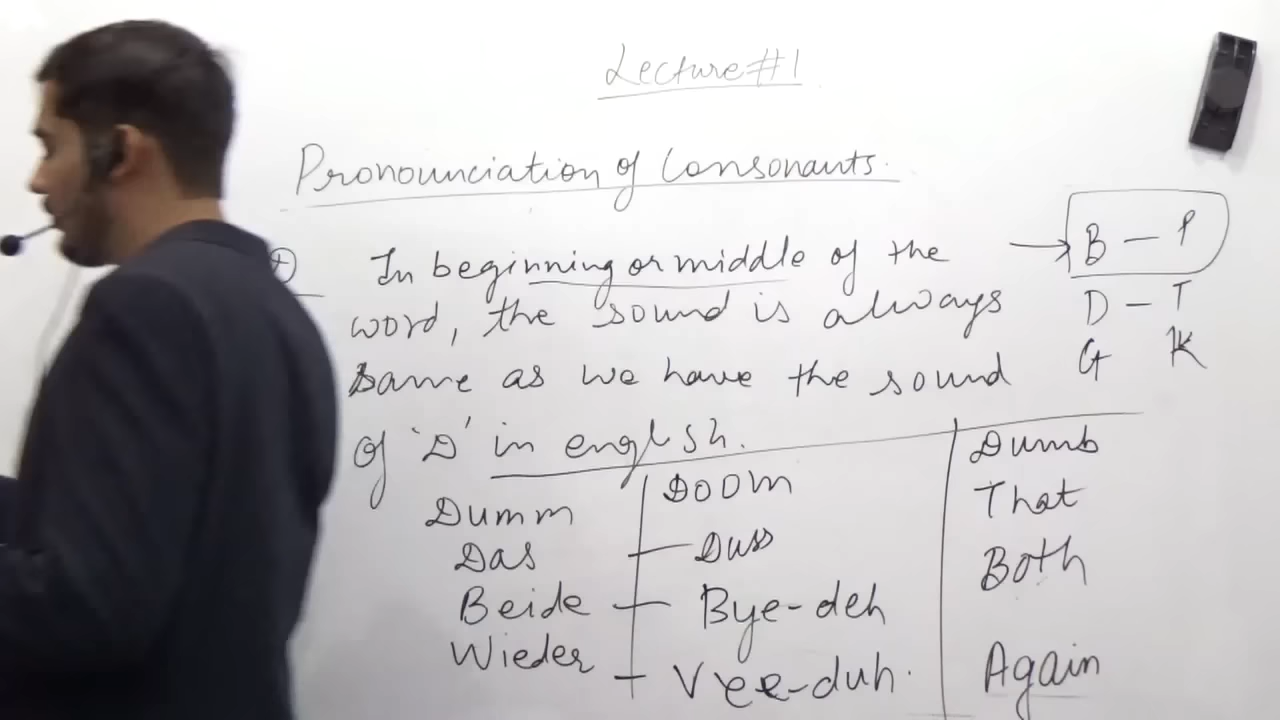 Lecture #1
Pronounciation of Consonants.
In beginning or middle of the
word, the sound is always
same as we have the sound
of 'D' in english.
B - P
D - T
G K
Dumm Doom Dumb
Das - Duss That
Beide - Bye-deh Both
Wieder - Vee-duh. Again